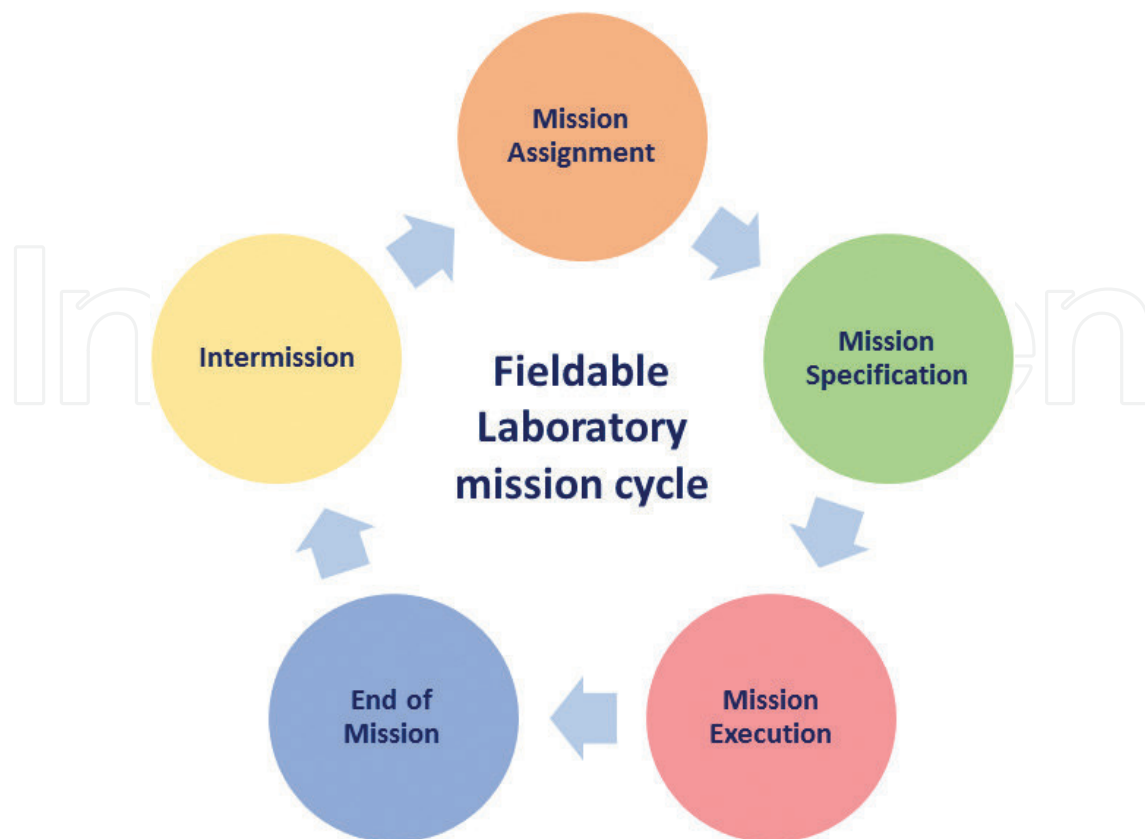 Mission
Assignment
Mission
Specification
Mission
Execution
End of
Mission
Intermission
Fieldable
Laboratory
mission cycle